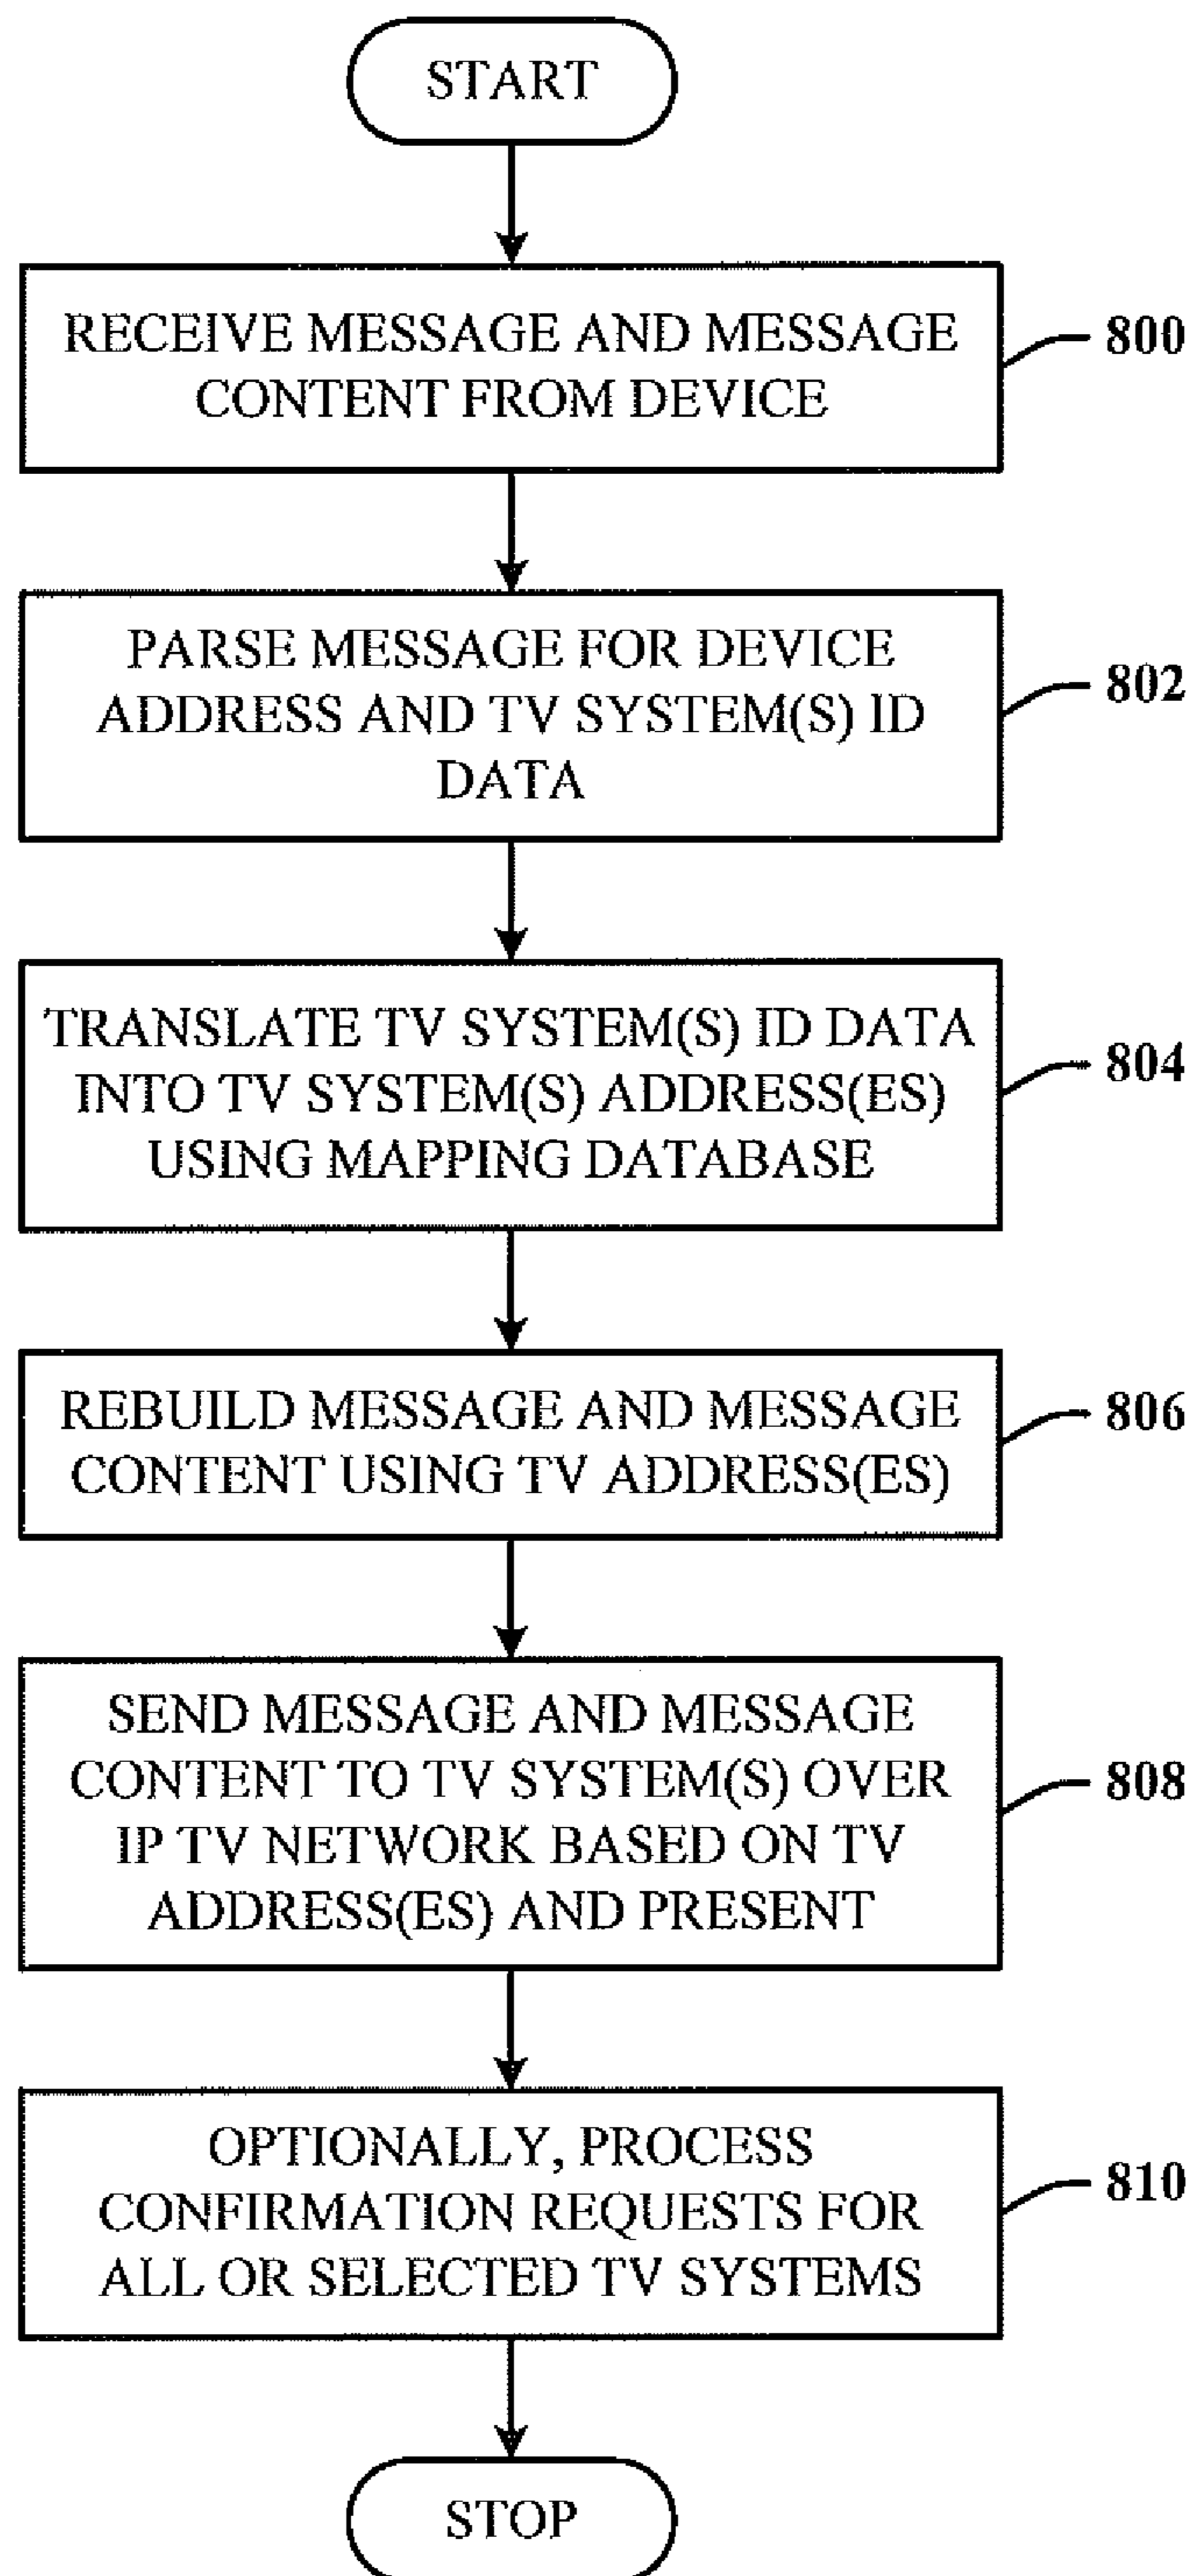 START
RECEIVE MESSAGE AND MESSAGE
CONTENT FROM DEVICE
800
PARSE MESSAGE FOR DEVICE
ADDRESS AND TV SYSTEM(S) ID
DATA
802
TRANSLATE TV SYSTEM(S) ID DATA
INTO TV SYSTEM(S) ADDRESS(ES)
USING MAPPING DATABASE
804
REBUILD MESSAGE AND MESSAGE
CONTENT USING TV ADDRESS(ES)
806
SEND MESSAGE AND MESSAGE
CONTENT TO TV SYSTEM(S) OVER
IP TV NETWORK BASED ON TV
ADDRESS(ES) AND PRESENT
808
OPTIONALLY, PROCESS
CONFIRMATION REQUESTS FOR
ALL OR SELECTED TV SYSTEMS
810
STOP